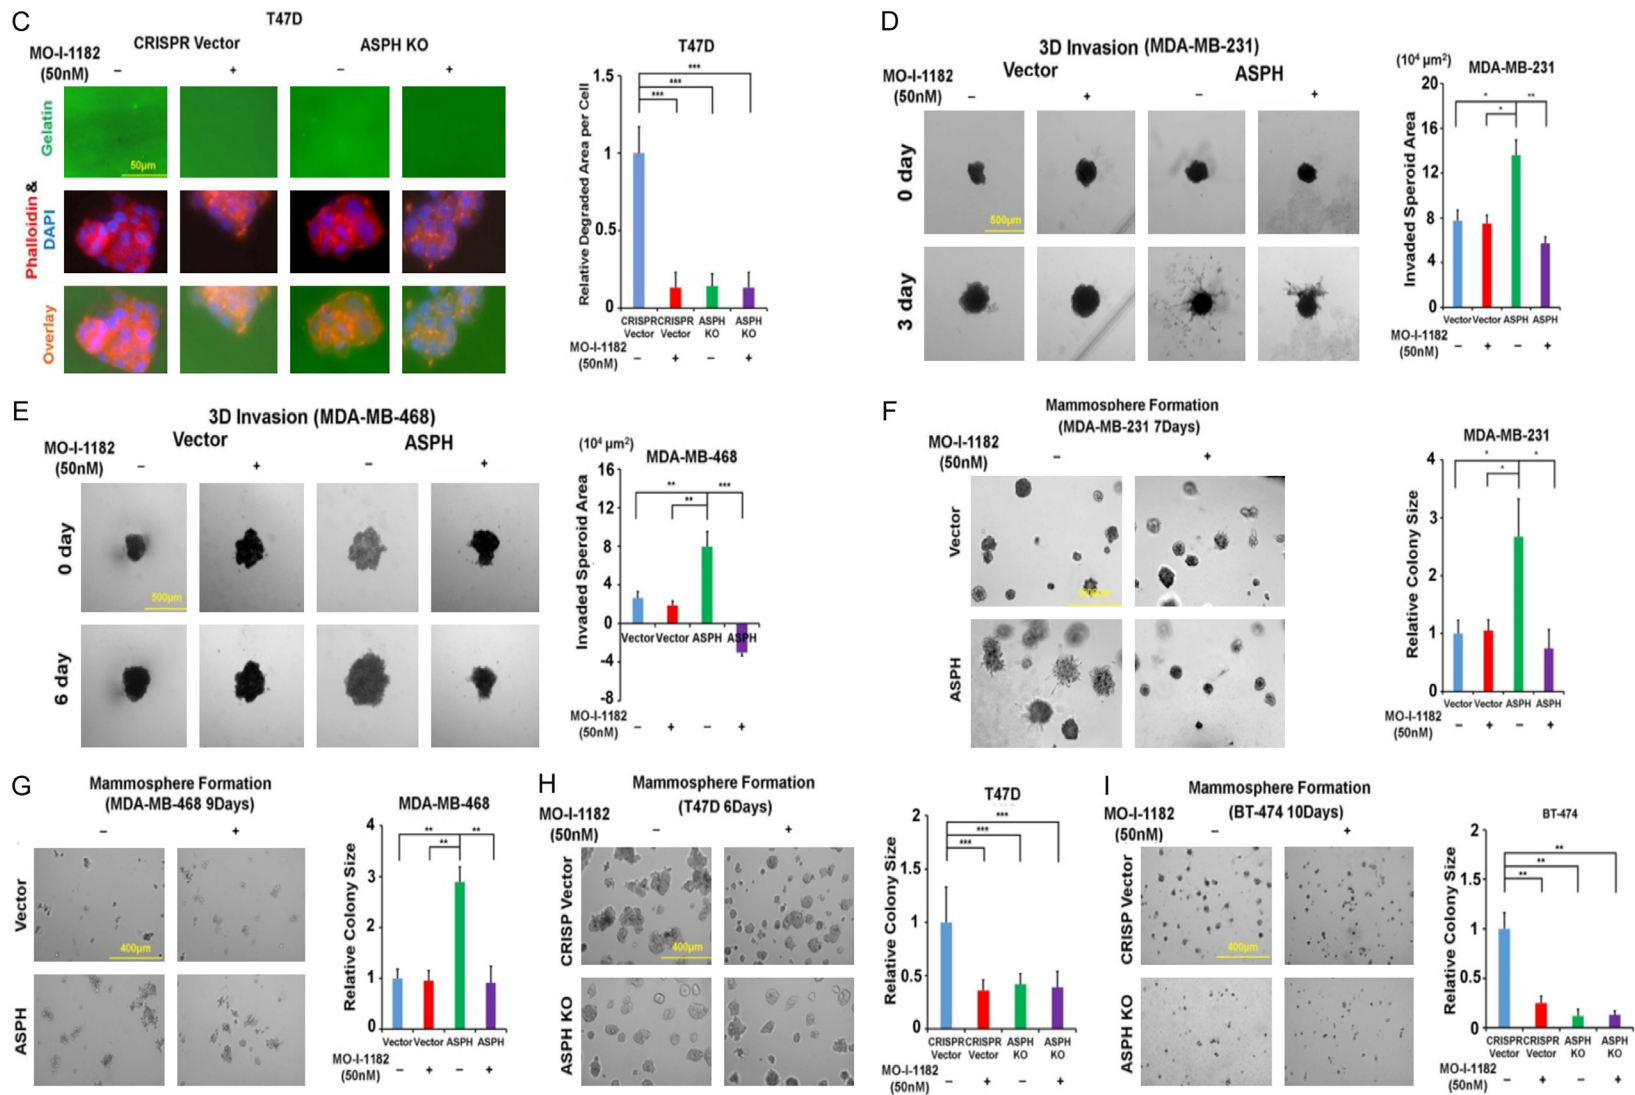 C
T47D
CRISPR Vector
ASPH KO
MO-I-1182
(50nM)
– + – +
Gelatin
50µm
Phalloidin &
DAPI
Overlay
T47D
Relative Degraded Area per Cell
1.5
1
0.5
0
***
***
***
CRISPR CRISPR ASPH ASPH
Vector Vector KO KO
MO-I-1182
(50nM)
– + – +
D
3D Invasion (MDA-MB-231)
Vector
ASPH
MO-I-1182
(50nM)
– + – +
0 day
500µm
3 day
(10⁴ µm²)
MDA-MB-231
Invaded Speroid Area
20
16
12
8
4
0
* **
*
Vector Vector ASPH ASPH
MO-I-1182
(50nM)
– + – +
E
3D Invasion (MDA-MB-468)
Vector
ASPH
MO-I-1182
(50nM)
– + – +
0 day
500µm
6 day
(10⁴ µm²)
MDA-MB-468
Invaded Speroid Area
16
12
8
4
0
-4
-8
** ***
**
Vector Vector ASPH ASPH
MO-I-1182
(50nM)
– + – +
F
Mammosphere Formation
(MDA-MB-231 7Days)
MO-I-1182
(50nM)
– +
Vector
ASPH
MDA-MB-231
Relative Colony Size
4
3
2
1
0
* *
*
Vector Vector ASPH ASPH
MO-I-1182
(50nM)
– + – +
G
Mammosphere Formation
(MDA-MB-468 9Days)
– +
Vector
400µm
ASPH
MDA-MB-468
Relative Colony Size
4
3
2
1
0
** **
**
Vector Vector ASPH ASPH
MO-I-1182
(50nM)
– + – +
H
Mammosphere Formation
(T47D 6Days)
MO-I-1182
(50nM)
– +
CRISP Vector
400µm
ASPH KO
T47D
Relative Colony Size
2
1.5
1
0.5
0
***
***
***
CRISPR CRISPR ASPH ASPH
Vector Vector KO KO
MO-I-1182
(50nM)
– + – +
I
Mammosphere Formation
(BT-474 10Days)
MO-I-1182
(50nM)
– +
CRISP Vector
400µm
ASPH KO
BT-474
Relative Colony Size
2
1.5
1
0.5
0
**
**
**
CRISPR CRISPR ASPH ASPH
Vector Vector KO KO
MO-I-1182
(50nM)
– + – +